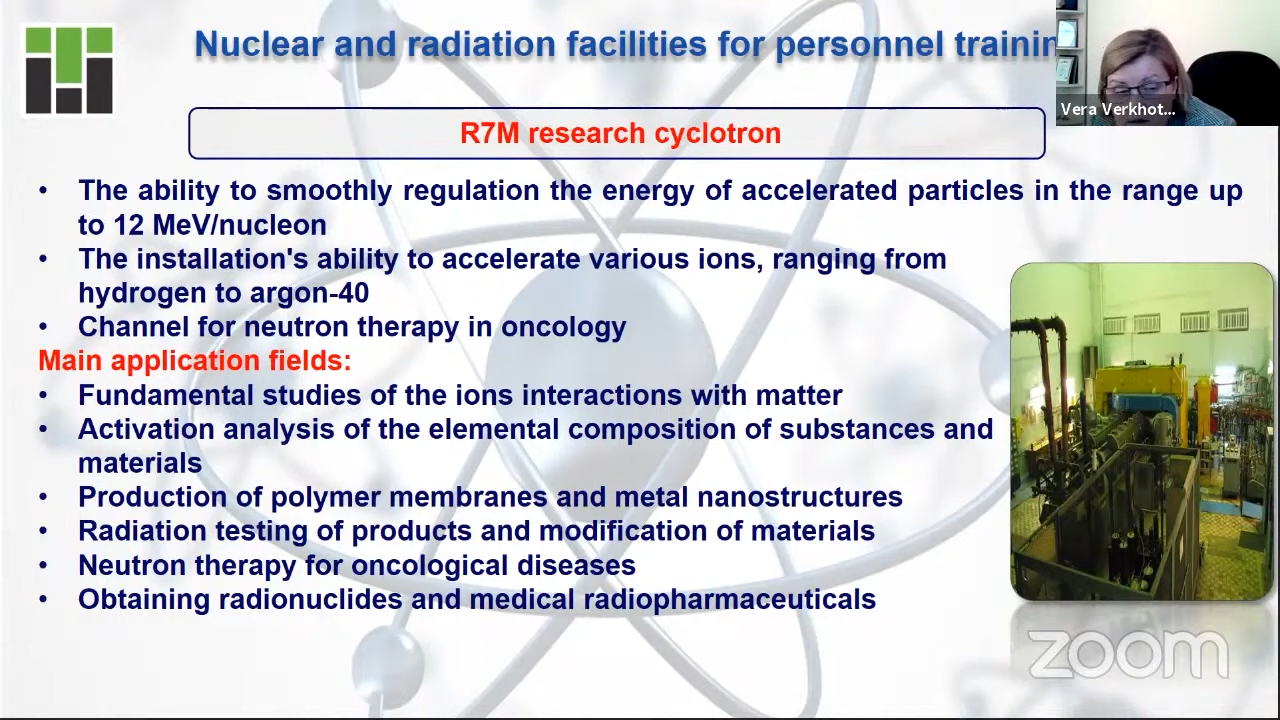 Nuclear and radiation facilities for personnel trainin
Vera Verkhot...
R7M research cyclotron
• The ability to smoothly regulation the energy of accelerated particles in the range up
to 12 MeV/nucleon
• The installation's ability to accelerate various ions, ranging from
hydrogen to argon-40
• Channel for neutron therapy in oncology
Main application fields:
• Fundamental studies of the ions interactions with matter
• Activation analysis of the elemental composition of substances and
materials
• Production of polymer membranes and metal nanostructures
• Radiation testing of products and modification of materials
• Neutron therapy for oncological diseases
• Obtaining radionuclides and medical radiopharmaceuticals
zoom